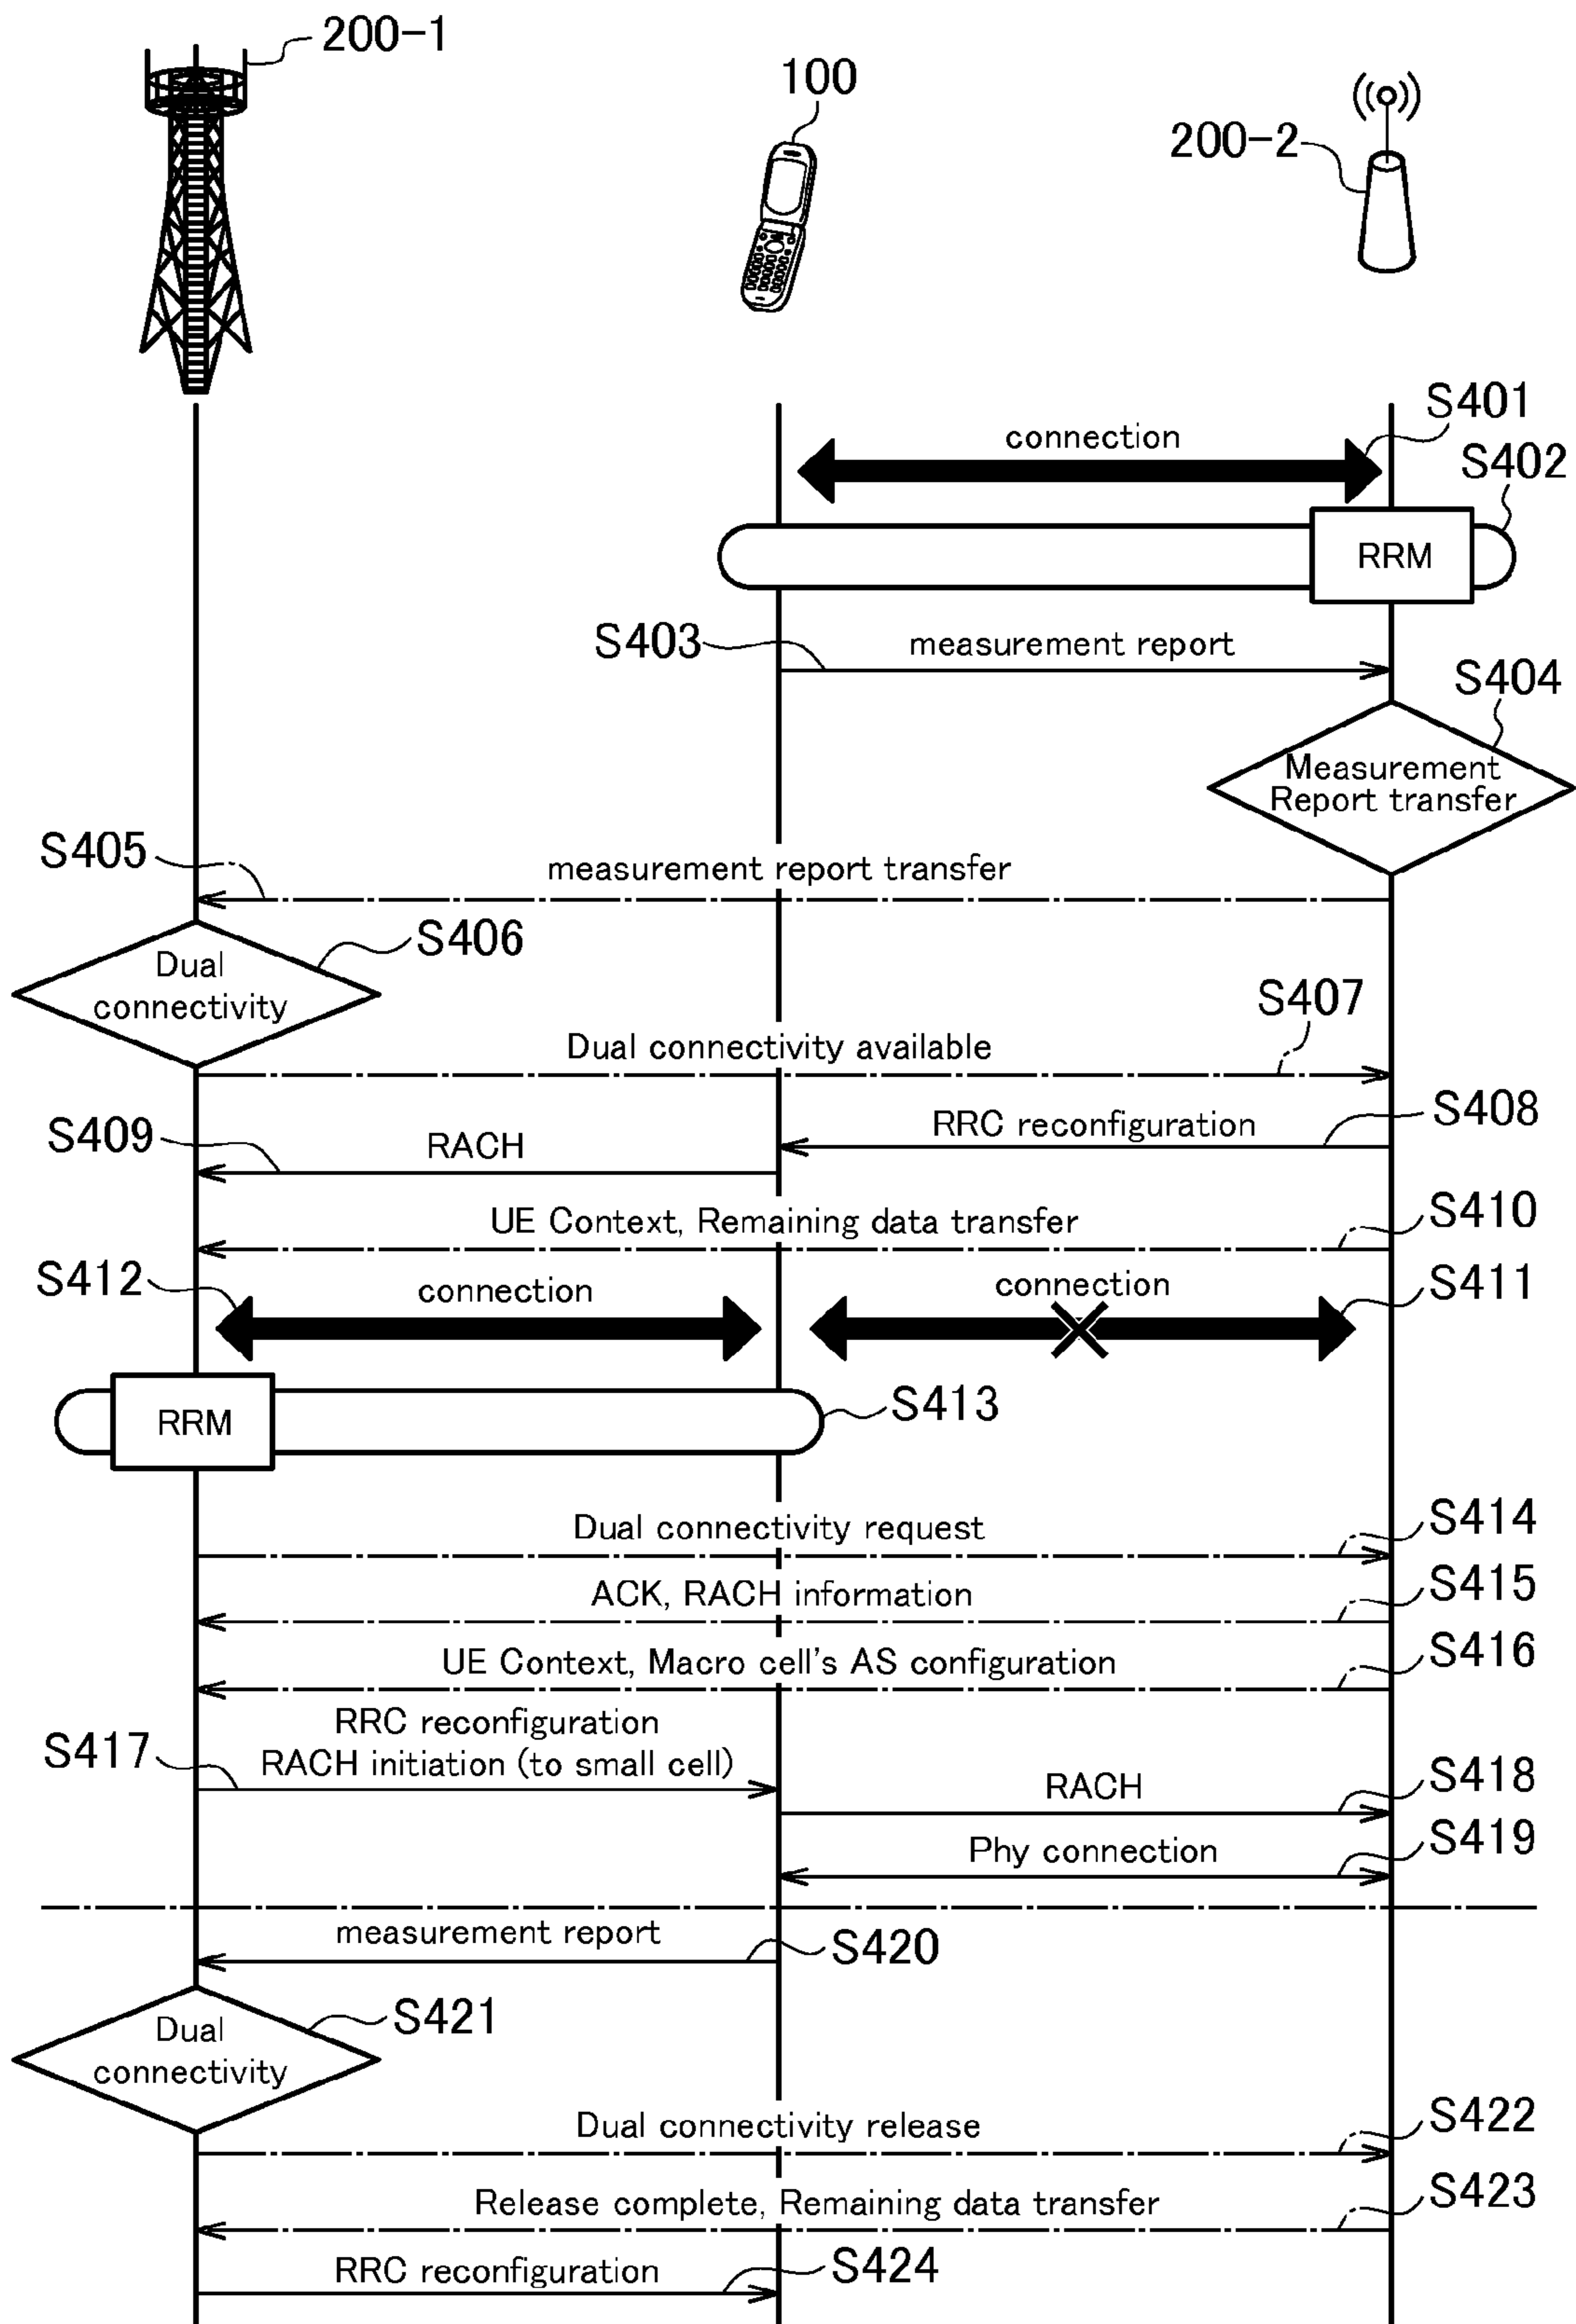 200-1
100
200-2
S401
connection
S402
RRM
S403
measurement report
S404
Measurement
Report transfer
S405
measurement report transfer
S406
Dual
connectivity
S407
Dual connectivity available
S408
RRC reconfiguration
S409
RACH
S410
UE Context, Remaining data transfer
S412
connection
connection
S411
RRM
S413
Dual connectivity request
S414
ACK, RACH information
S415
UE Context, Macro cell's AS configuration
S416
RRC reconfiguration
S417
RACH initiation (to small cell)
RACH
S418
Phy connection
S419
measurement report
S420
Dual
connectivity
S421
Dual connectivity release
S422
Release complete, Remaining data transfer
S423
RRC reconfiguration
S424